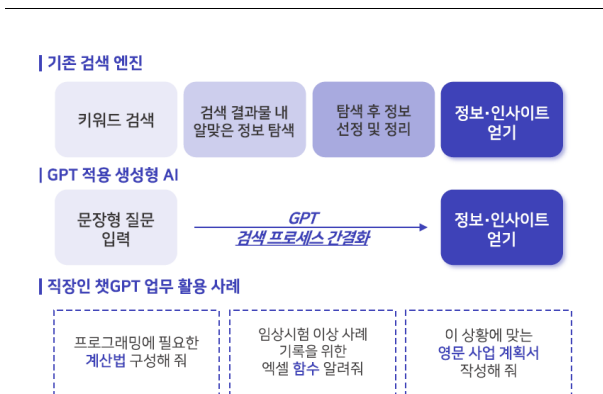 기존 검색 엔진
키워드 검색
검색 결과물 내
알맞은 정보 탐색
탐색 후 정보
선정 및 정리
정보·인사이트
얻기
GPT 적용 생성형 AI
문장형 질문
입력
GPT
검색 프로세스 간결화
정보·인사이트
얻기
직장인 챗GPT 업무 활용 사례
프로그래밍에 필요한
계산법 구성해 줘
임상시험 이상 사례
기록을 위한
엑셀 함수 알려줘
이 상황에 맞는
영문 사업 계획서
작성해 줘